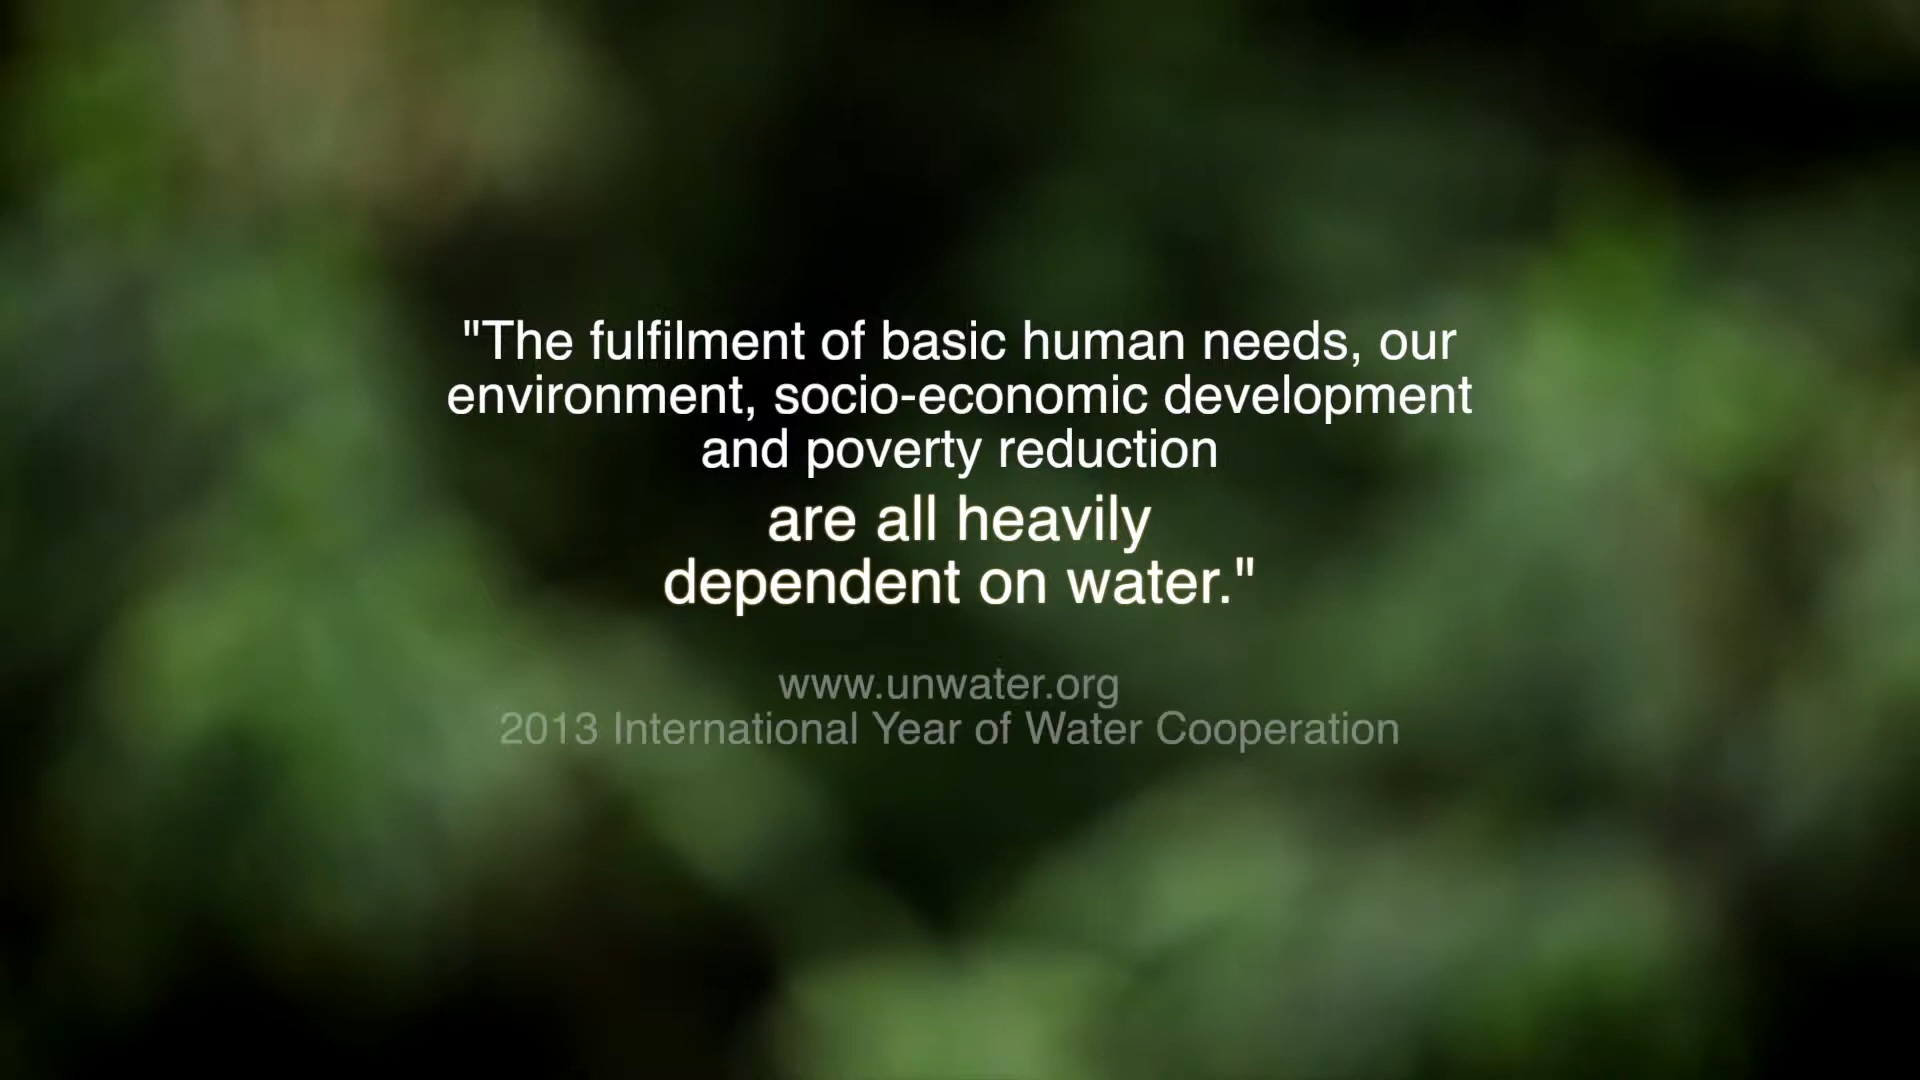 "The fulfilment of basic human needs, our
environment, socio-economic development
and poverty reduction
are all heavily
dependent on water."
www.unwater.org
2013 International Year of Water Cooperation